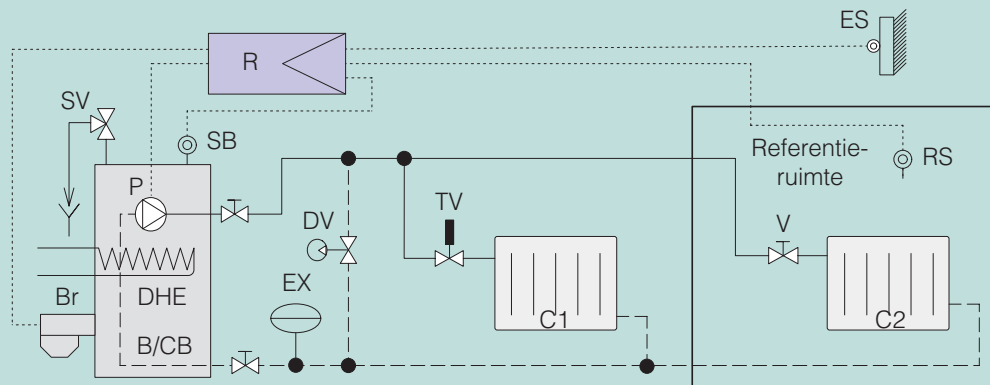 ES
R
SV
SB
Referentie-
ruimte
RS
P
TV
DV
V
EX
Br
DHE
C1
C2
B/CB